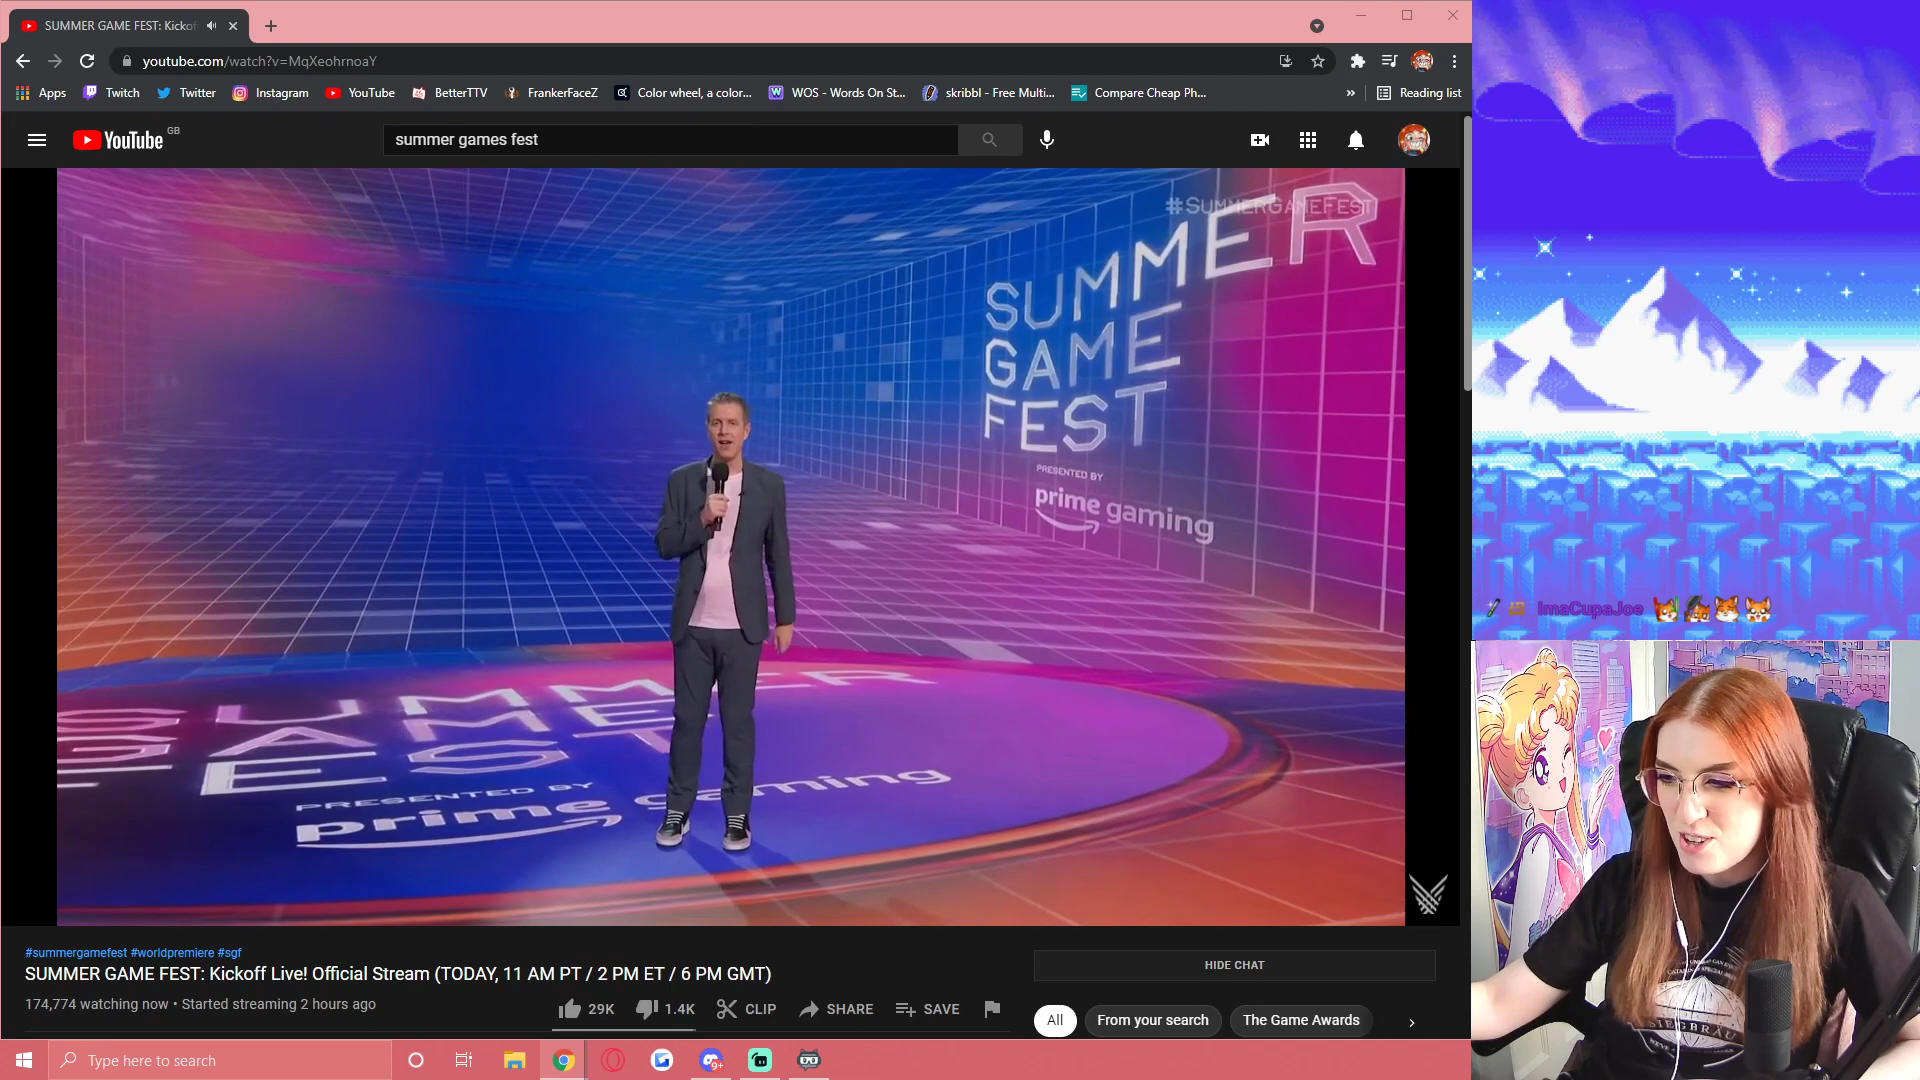 SUMMER GAME FEST: Kicko
youtube.com/watch?v=MqXeohrnoaY
Apps
Twitch
Twitter
Instagram
YouTube
BetterTTV
FrankerFaceZ
Color wheel, a color...
WOS - Words On St...
skribbl - Free Multi...
Compare Cheap Ph...
»
Reading list
YouTube GB
summer games fest
#SUMMERGAMEFEST
SUMMER
GAME
FEST
PRESENTED BY
prime gaming
SUMMER
GAME
FEST
PRESENTED BY
prime gaming
ImaCupaJoe
#summergamefest #worldpremiere #sgf
SUMMER GAME FEST: Kickoff Live! Official Stream (TODAY, 11 AM PT / 2 PM ET / 6 PM GMT)
174,774 watching now • Started streaming 2 hours ago
29K
1.4K
CLIP
SHARE
SAVE
HIDE CHAT
All
From your search
The Game Awards
Type here to search
9+